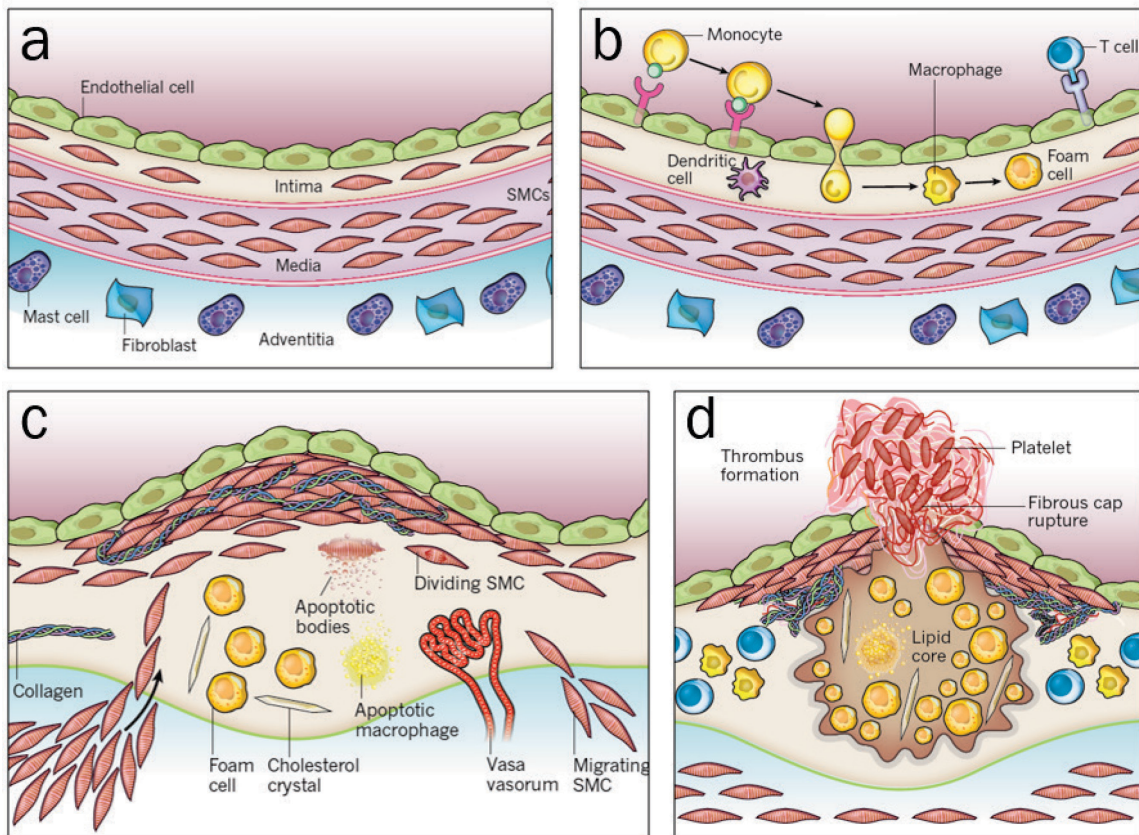 a
Endothelial cell
Intima
SMCs
Media
Mast cell
Fibroblast
Adventitia
b
Monocyte
T cell
Macrophage
Dendritic
cell
Foam
cell
c
Dividing SMC
Apoptotic
bodies
Collagen
Apoptotic
macrophage
Foam
cell
Cholesterol
crystal
Vasa
vasorum
Migrating
SMC
d
Thrombus
formation
Platelet
Fibrous cap
rupture
Lipid
core